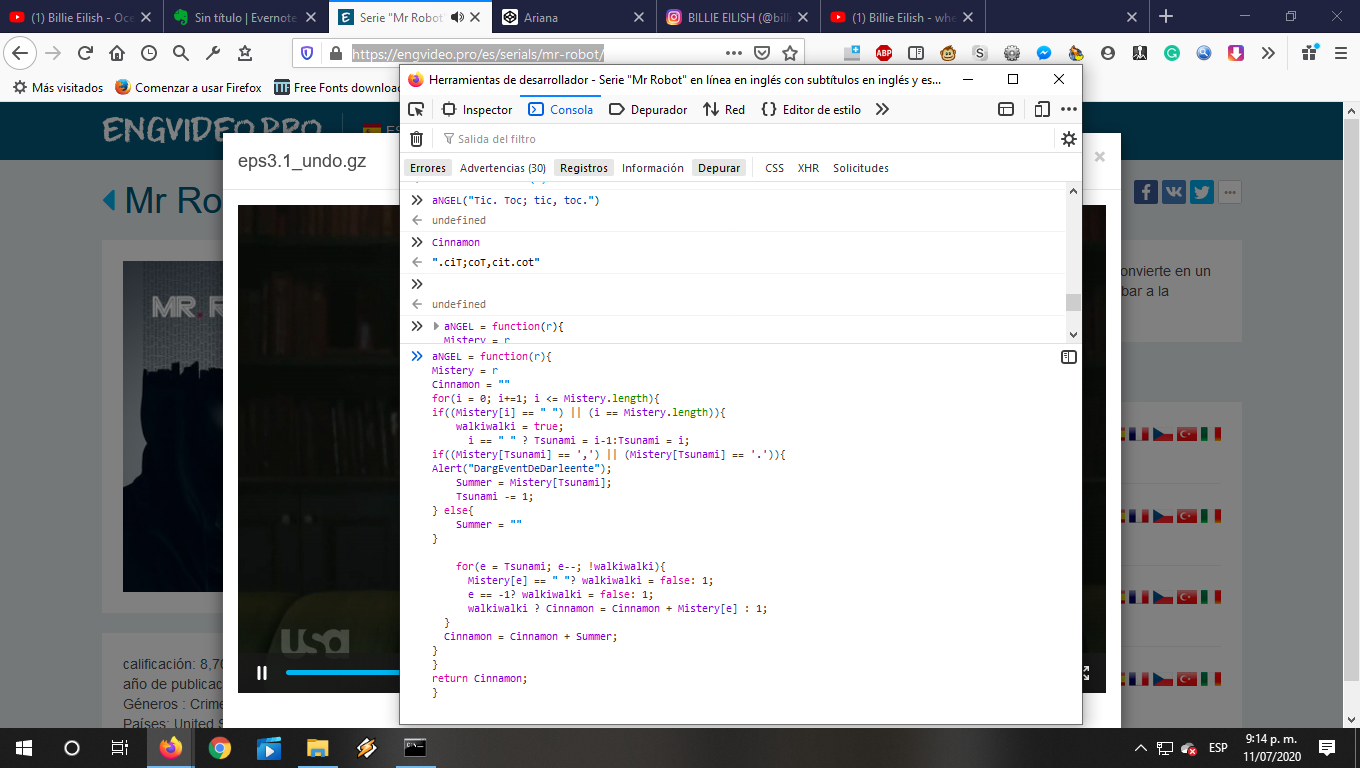 (1) Billie Eilish - Oce
Sin título | Evernote
Serie "Mr Robot"
Ariana
BILLIE EILISH (@billi
(1) Billie Eilish - whe
https://engvideo.pro/es/serials/mr-robot/
Más visitados
Comenzar a usar Firefox
Free Fonts download
Herramientas de desarrollador - Serie "Mr Robot" en línea en inglés con subtítulos en inglés y es...
Inspector
Consola
Depurador
Red
Editor de estilo
Salida del filtro
Errores
Advertencias (30)
Registros
Información
Depurar
CSS
XHR
Solicitudes
ENGVIDEO.PRO
ES
eps3.1_undo.gz
Mr Ro
MR. R
onvierte en un
bar a la
aNGEL("Tic. Toc; tic, toc.")
undefined
Cinnamon
".ciT;coT,cit.cot"
undefined
aNGEL = function(r){
Mistery = r
aNGEL = function(r){
Mistery = r
Cinnamon = ""
for(i = 0; i+=1; i <= Mistery.length){
if((Mistery[i] == " ") || (i == Mistery.length)){
walkiwalki = true;
i == " " ? Tsunami = i-1:Tsunami = i;
if((Mistery[Tsunami] == ',') || (Mistery[Tsunami] == '.')){
Alert("DargEventDeDarleente");
Summer = Mistery[Tsunami];
Tsunami -= 1;
} else{
Summer = ""
}
for(e = Tsunami; e--; !walkiwalki){
Mistery[e] == " "? walkiwalki = false: 1;
e == -1? walkiwalki = false: 1;
walkiwalki ? Cinnamon = Cinnamon + Mistery[e] : 1;
}
Cinnamon = Cinnamon + Summer;
}
}
return Cinnamon;
}
usa
calificación: 8,70
año de publicac
Géneros : Crime
Países: United S
ESP
9:14 p. m.
11/07/2020